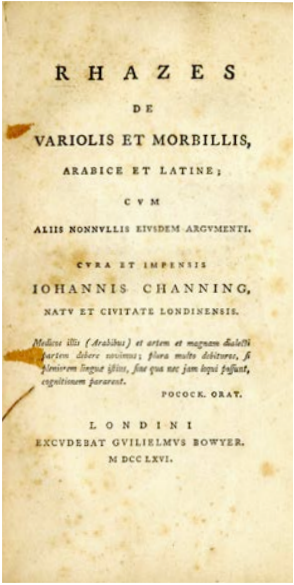 RHAZES
DE
VARIOLIS ET MORBILLIS,
ARABICE ET LATINE;
CVM
ALIIS NONNVLLIS EIVSDEM ARGVMENTI.
CVRA ET IMPENSIS
IOHANNIS CHANNING,
NATV ET CIVITATE LONDINENSIS.
Medicos illis (Arabibus) et artem et magnam dialecti
partem debere novimus; plura multo debituros, si
pleniorem linguæ istius, sine qua nec jam loqui possunt,
cognitionem pararent.
POCOCK. ORAT.
LONDINI
EXCVDEBAT GVILIELMVS BOWYER.
M DCC LXVI.